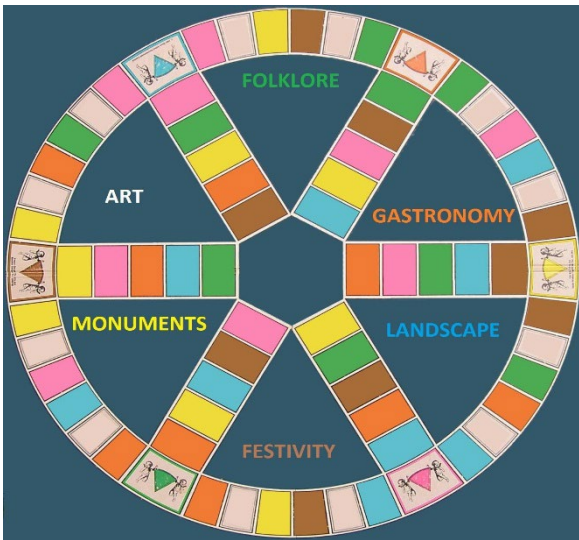 FOLKLORE
ART
GASTRONOMY
MONUMENTS
LANDSCAPE
FESTIVITY